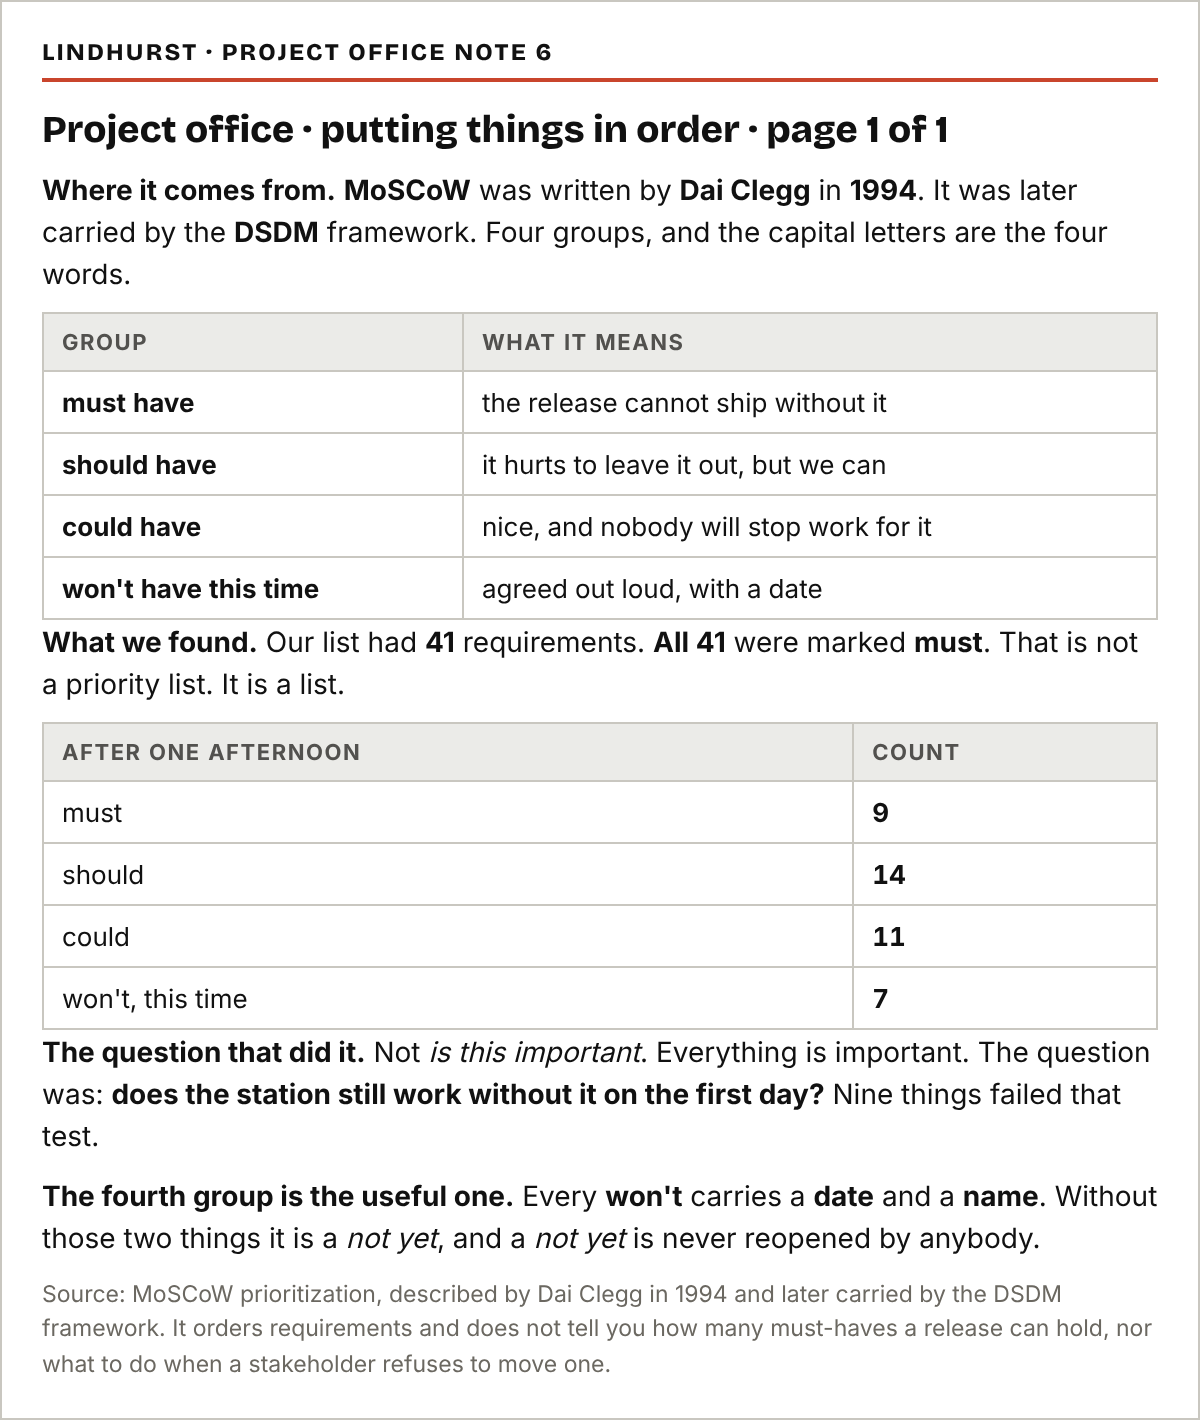 LINDHURST · PROJECT OFFICE NOTE 6
Project office · putting things in order · page 1 of 1
Where it comes from. MoSCoW was written by Dai Clegg in 1994. It was later
carried by the DSDM framework. Four groups, and the capital letters are the four
words.
GROUP WHAT IT MEANS
must have the release cannot ship without it
should have it hurts to leave it out, but we can
could have nice, and nobody will stop work for it
won't have this time agreed out loud, with a date
What we found. Our list had 41 requirements. All 41 were marked must. That is not
a priority list. It is a list.
AFTER ONE AFTERNOON COUNT
must 9
should 14
could 11
won't, this time 7
The question that did it. Not is this important. Everything is important. The question
was: does the station still work without it on the first day? Nine things failed that
test.
The fourth group is the useful one. Every won't carries a date and a name. Without
those two things it is a not yet, and a not yet is never reopened by anybody.
Source: MoSCoW prioritization, described by Dai Clegg in 1994 and later carried by the DSDM
framework. It orders requirements and does not tell you how many must-haves a release can hold, nor
what to do when a stakeholder refuses to move one.